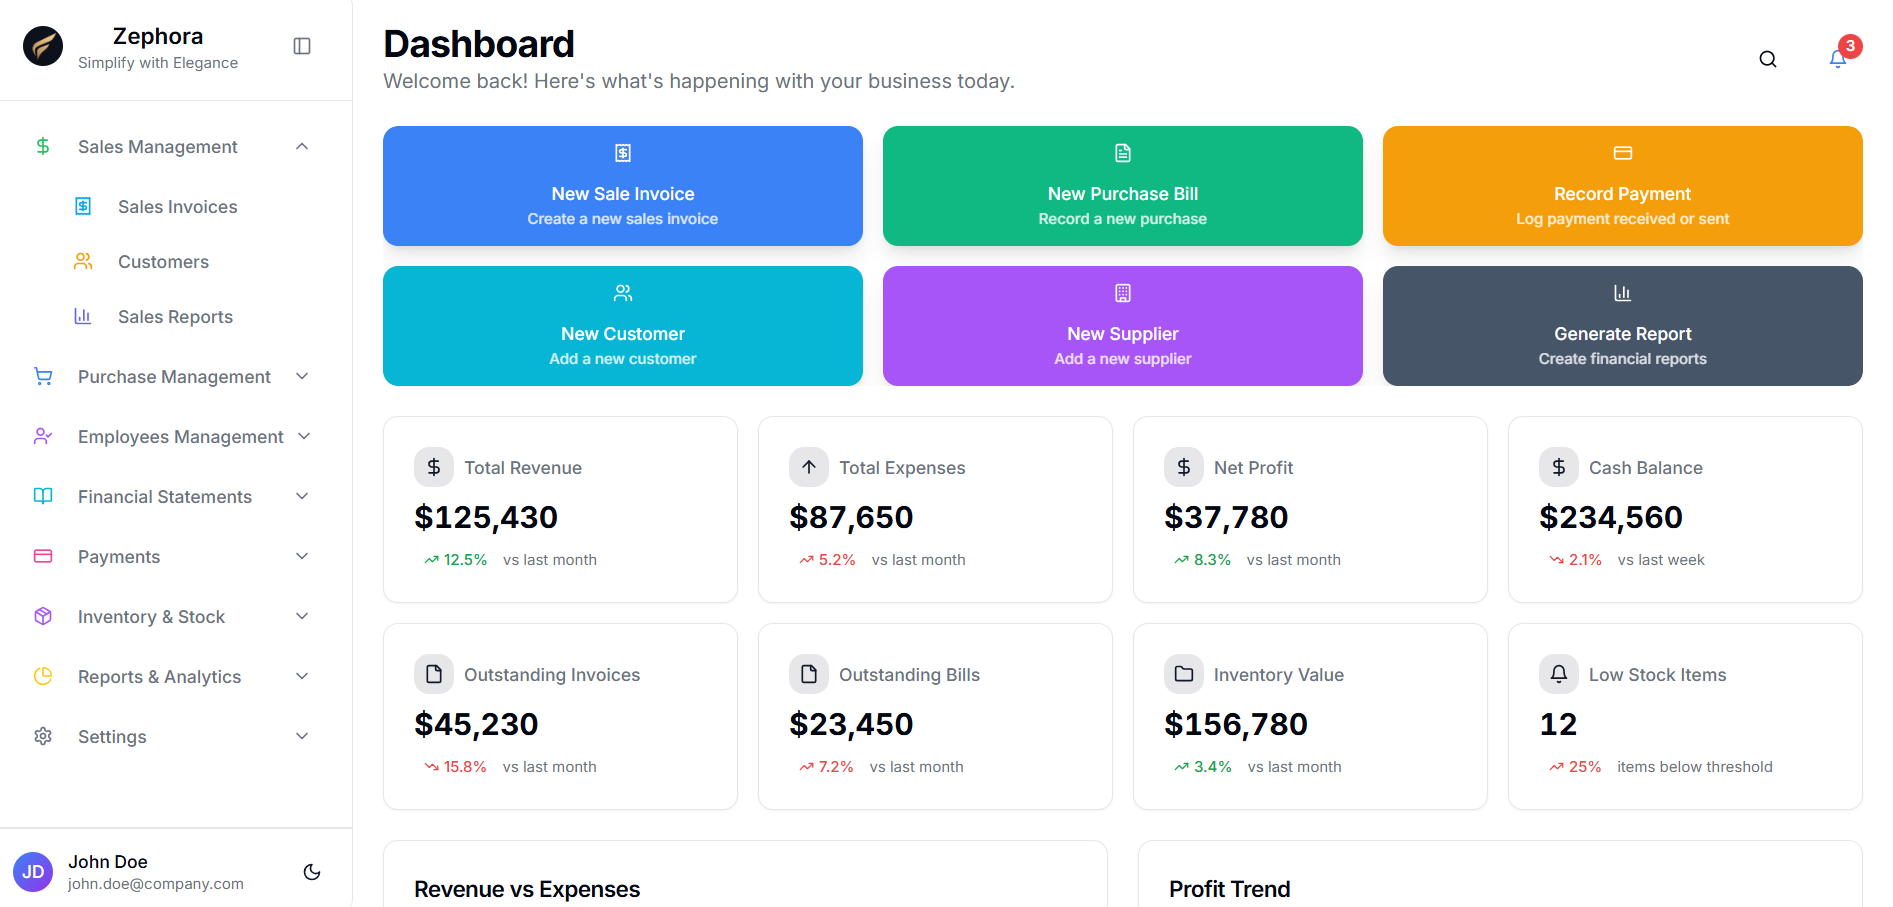 Zephora
Simplify with Elegance
Sales Management
Sales Invoices
Customers
Sales Reports
Purchase Management
Employees Management
Financial Statements
Payments
Inventory & Stock
Reports & Analytics
Settings
JD
John Doe
john.doe@company.com
Dashboard
Welcome back! Here's what's happening with your business today.
3
New Sale Invoice
Create a new sales invoice
New Purchase Bill
Record a new purchase
Record Payment
Log payment received or sent
New Customer
Add a new customer
New Supplier
Add a new supplier
Generate Report
Create financial reports
Total Revenue
$125,430
12.5% vs last month
Total Expenses
$87,650
5.2% vs last month
Net Profit
$37,780
8.3% vs last month
Cash Balance
$234,560
2.1% vs last week
Outstanding Invoices
$45,230
15.8% vs last month
Outstanding Bills
$23,450
7.2% vs last month
Inventory Value
$156,780
3.4% vs last month
Low Stock Items
12
25% items below threshold
Revenue vs Expenses
Profit Trend